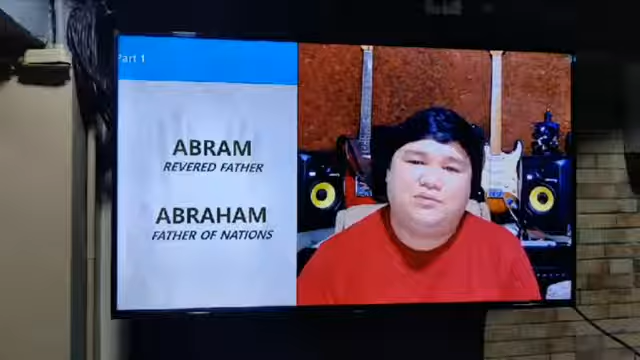 Part 1
ABRAM
REVERED FATHER
ABRAHAM
FATHER OF NATIONS